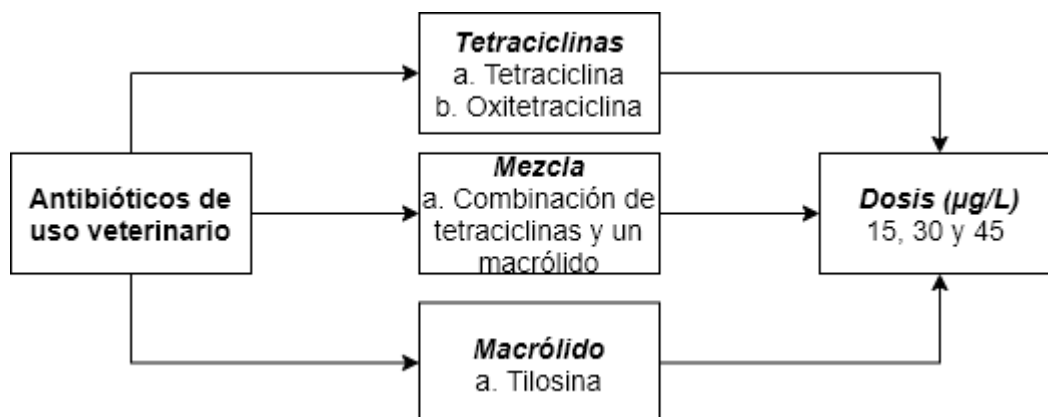 Antibióticos de
uso veterinario
Tetraciclinas
a. Tetraciclina
b. Oxitetraciclina
Mezcla
a. Combinación de
tetraciclinas y un
macrólido
Macrólido
a. Tilosina
Dosis (µg/L)
15, 30 y 45